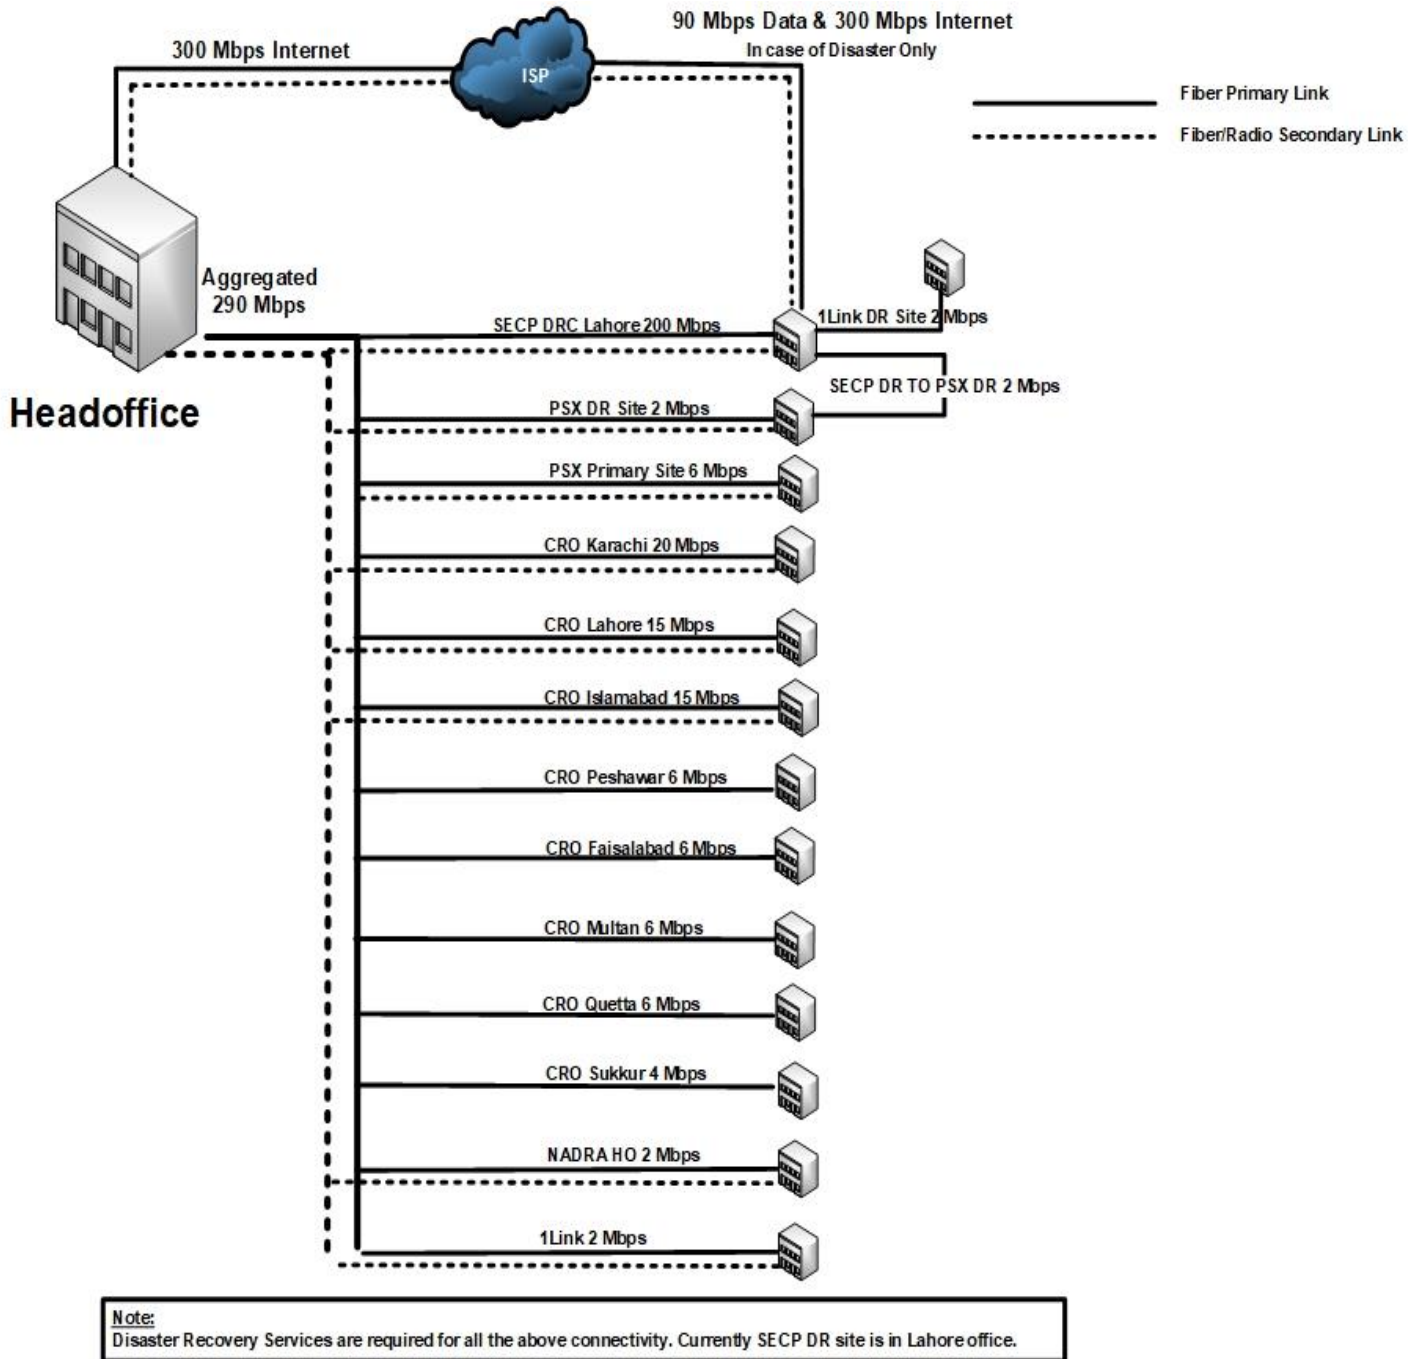 90 Mbps Data & 300 Mbps Internet
In case of Disaster Only
300 Mbps Internet
ISP
Fiber Primary Link
Fiber/Radio Secondary Link
Aggregated
290 Mbps
Headoffice
SECP DRC Lahore 200 Mbps
1Link DR Site 2 Mbps
SECP DR TO PSX DR 2 Mbps
PSX DR Site 2 Mbps
PSX Primary Site 6 Mbps
CRO Karachi 20 Mbps
CRO Lahore 15 Mbps
CRO Islamabad 15 Mbps
CRO Peshawar 6 Mbps
CRO Faisalabad 6 Mbps
CRO Multan 6 Mbps
CRO Quetta 6 Mbps
CRO Sukkur 4 Mbps
NADRA HO 2 Mbps
1Link 2 Mbps
Note:
Disaster Recovery Services are required for all the above connectivity. Currently SECP DR site is in Lahore office.